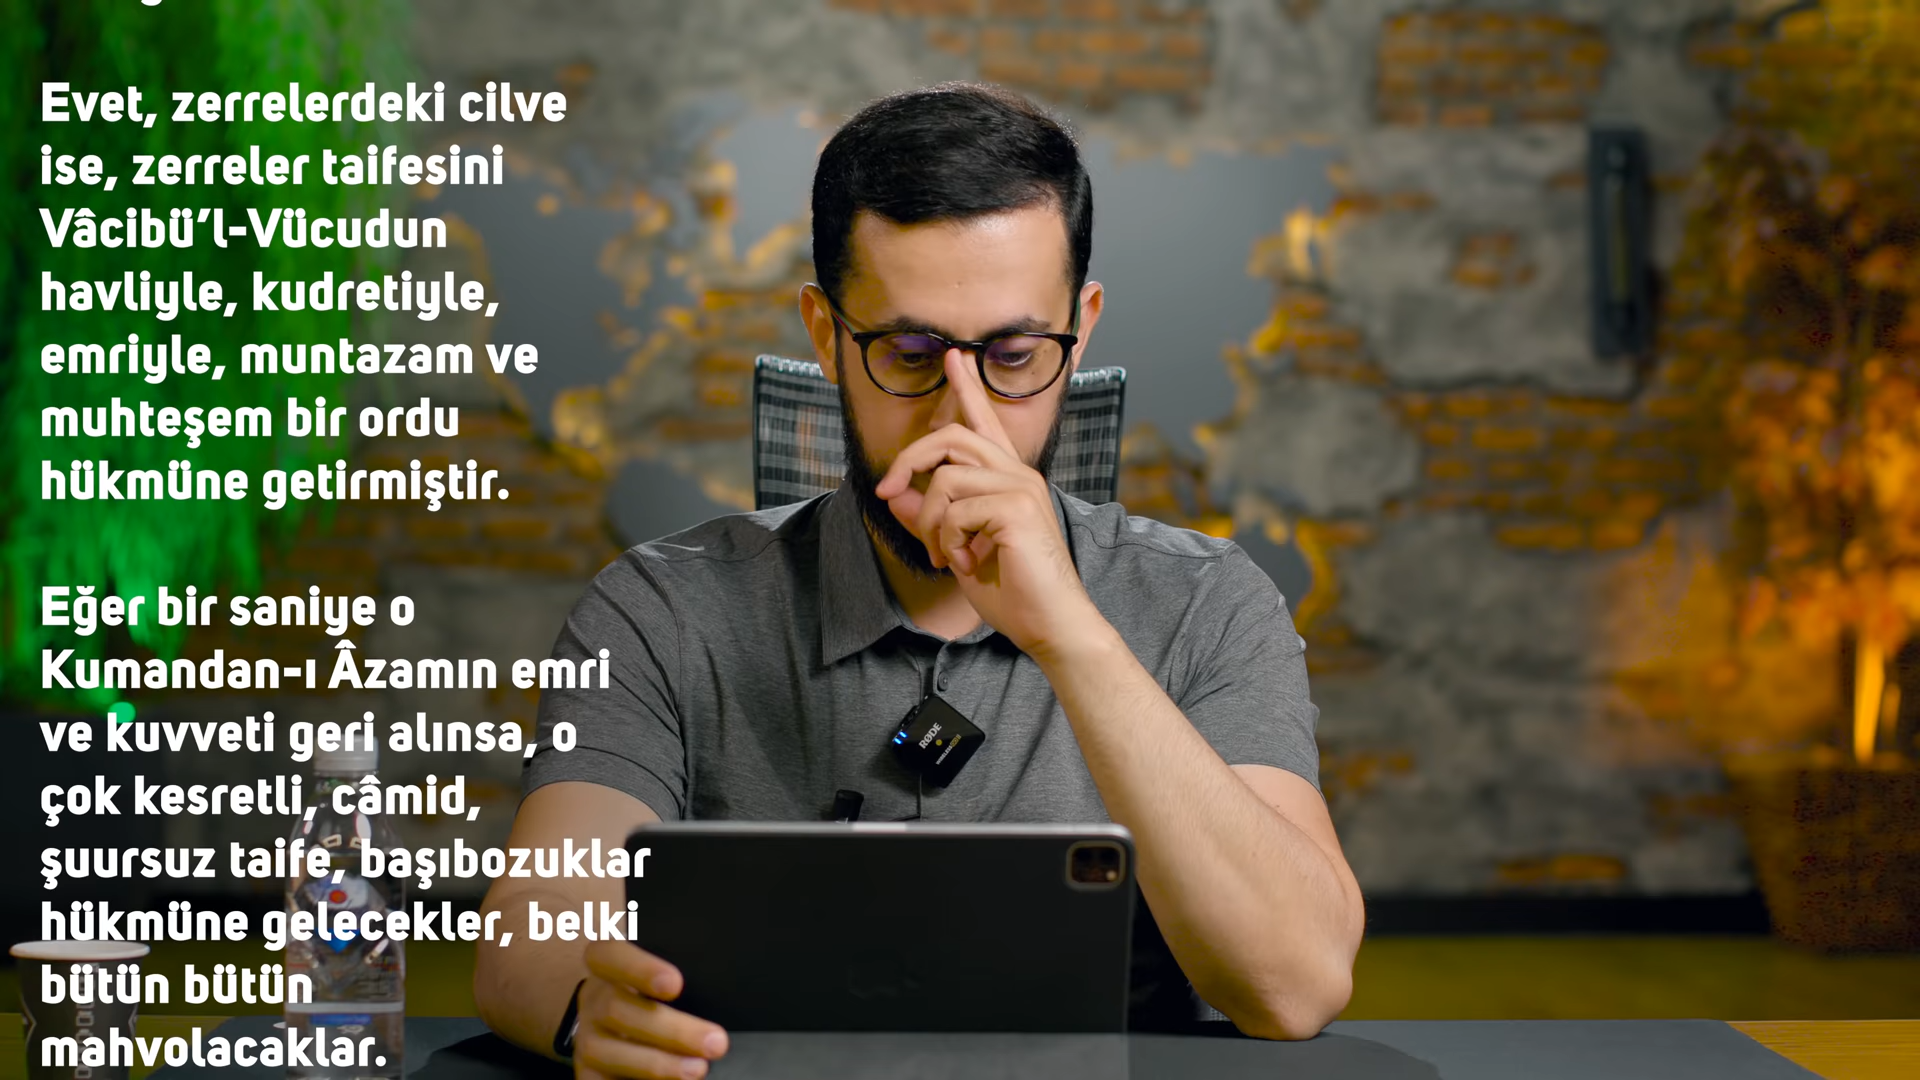 Evet, zerrelerdeki cilve
ise, zerreler taifesini
Vâcibü’l-Vücudun
havliyle, kudretiyle,
emriyle, muntazam ve
muhteşem bir ordu
hükmüne getirmiştir.
Eğer bir saniye o
Kumandan-ı Âzamın emri
ve kuvveti geri alınsa, o
çok kesretli, câmid,
şuursuz taife, başıbozuklar
hükmüne gelecekler, belki
bütün bütün
mahvolacaklar.
RØDE